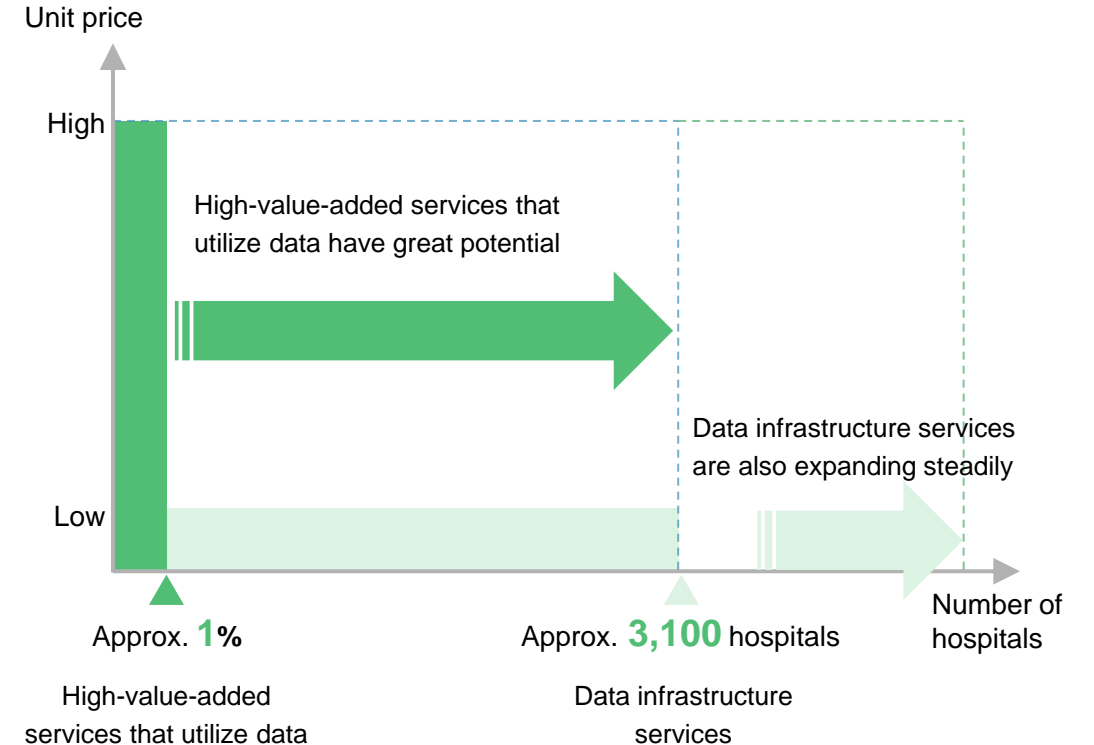 Unit price
High
High-value-added services that
utilize data have great potential
Data infrastructure services
are also expanding steadily
Low
Number of
hospitals
Approx. 1%
Approx. 3,100 hospitals
High-value-added
services that utilize data
Data infrastructure
services